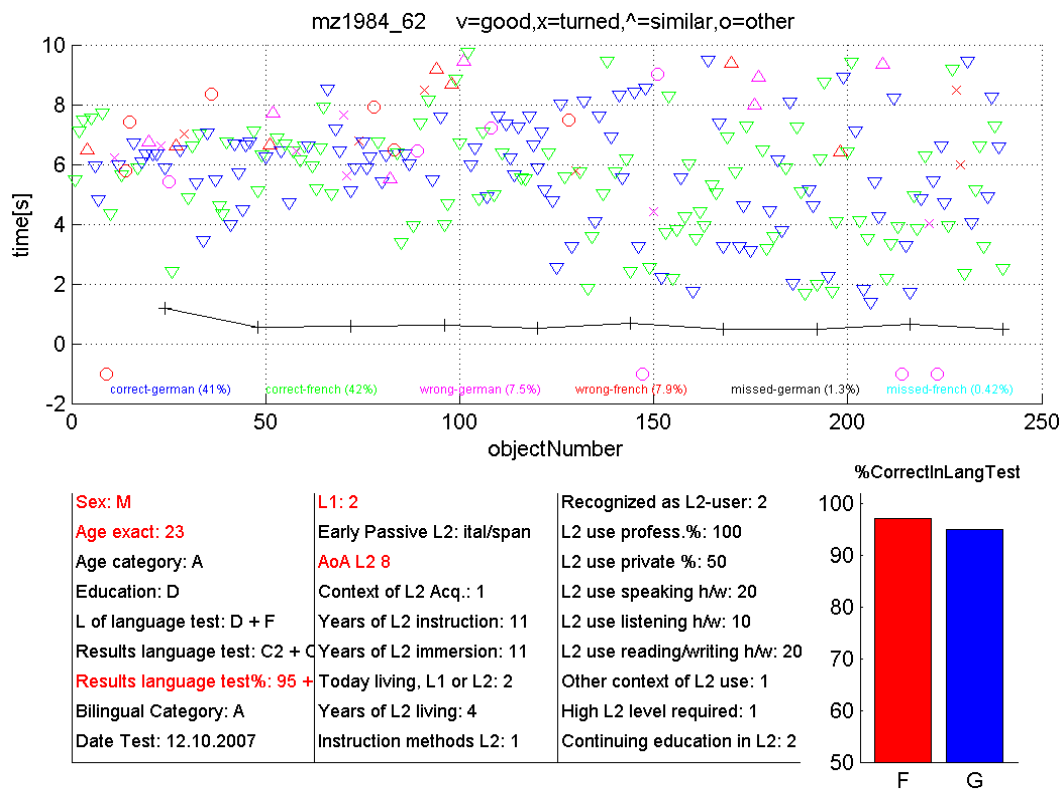 mz1984_62 v=good,x=turned,^=similar,o=other
time[s]
10
8
6
4
2
0
-2
correct-german (41%) correct-french (42%) wrong-german (7.5%) wrong-french (7.9%) missed-german (1.3%) missed-french (0.42%)
0 50 100 150 200 250
objectNumber
Sex: M
Age exact: 23
Age category: A
Education: D
L of language test: D + F
Results language test: C2 + C
Results language test%: 95 +
Bilingual Category: A
Date Test: 12.10.2007
L1: 2
Early Passive L2: ital/span
AoA L2 8
Context of L2 Acq.: 1
Years of L2 instruction: 11
Years of L2 immersion: 11
Today living, L1 or L2: 2
Years of L2 living: 4
Instruction methods L2: 1
Recognized as L2-user: 2
L2 use profess.%: 100
L2 use private %: 50
L2 use speaking h/w: 20
L2 use listening h/w: 10
L2 use reading/writing h/w: 20
Other context of L2 use: 1
High L2 level required: 1
Continuing education in L2: 2
%CorrectInLangTest
100
90
80
70
60
50
F G